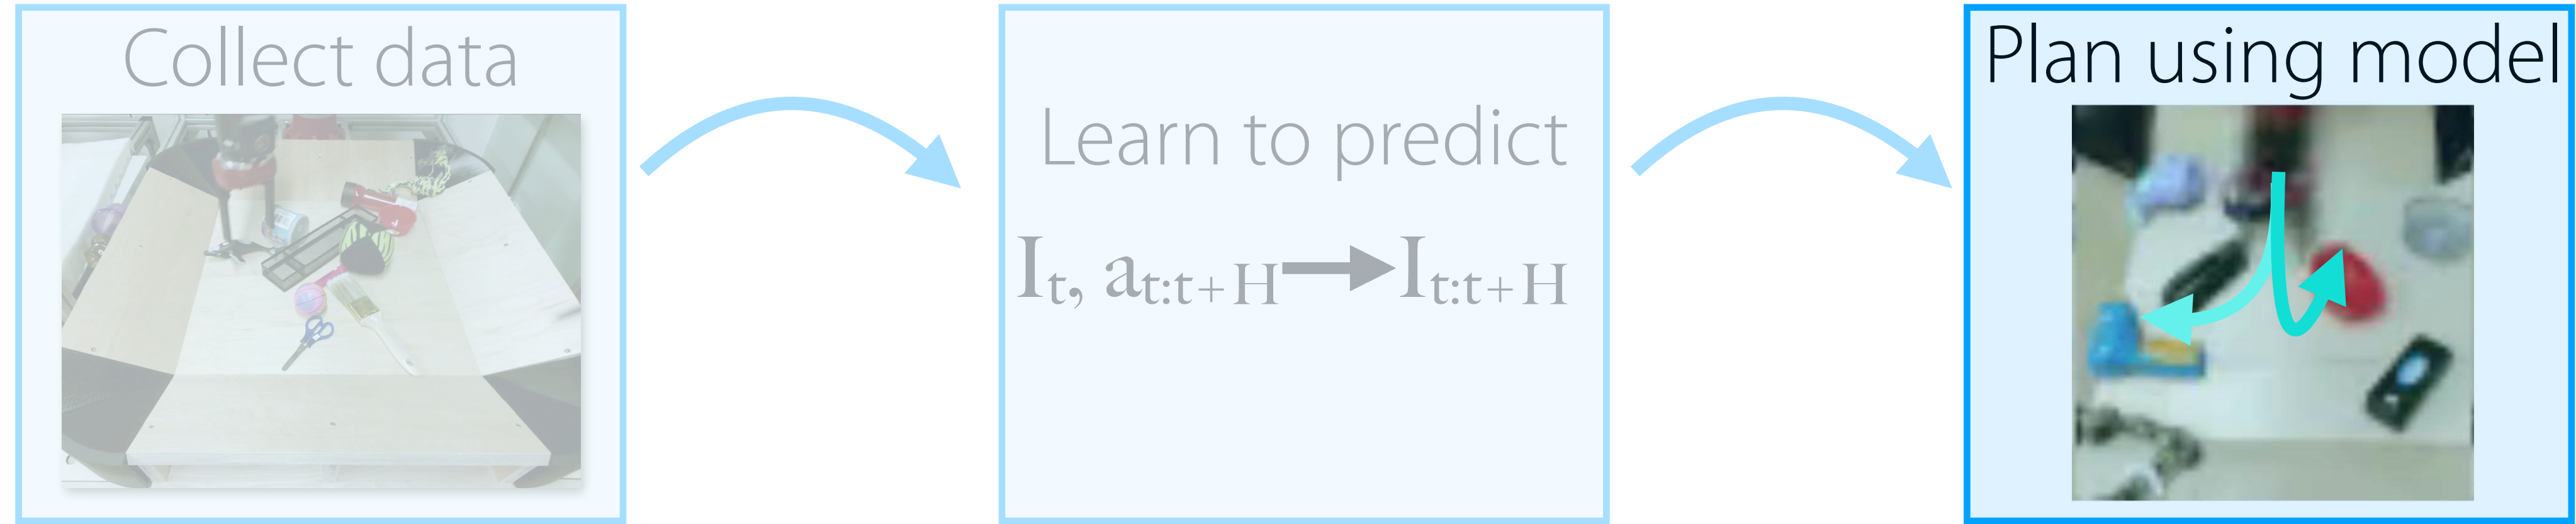 Collect data
Learn to predict
Iₜ, aₜ:ₜ₊H → Iₜ:ₜ₊H
Plan using model